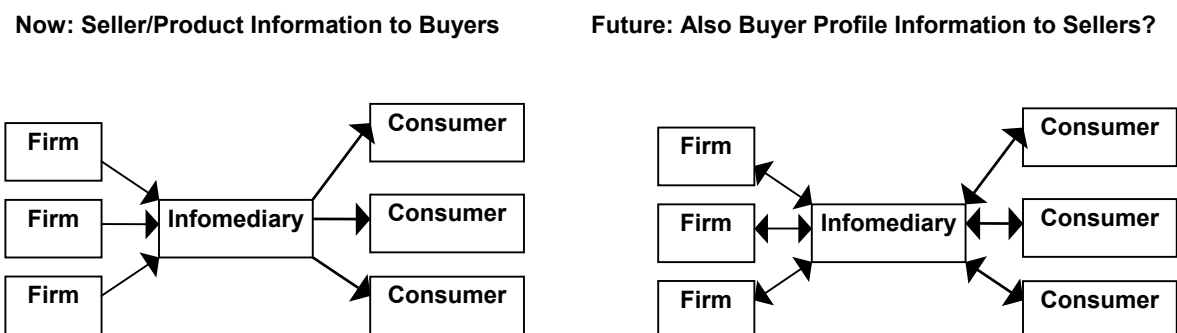 Now: Seller/Product Information to Buyers
Firm
Firm
Firm
Infomediary
Consumer
Consumer
Consumer
Future: Also Buyer Profile Information to Sellers?
Firm
Firm
Firm
Infomediary
Consumer
Consumer
Consumer